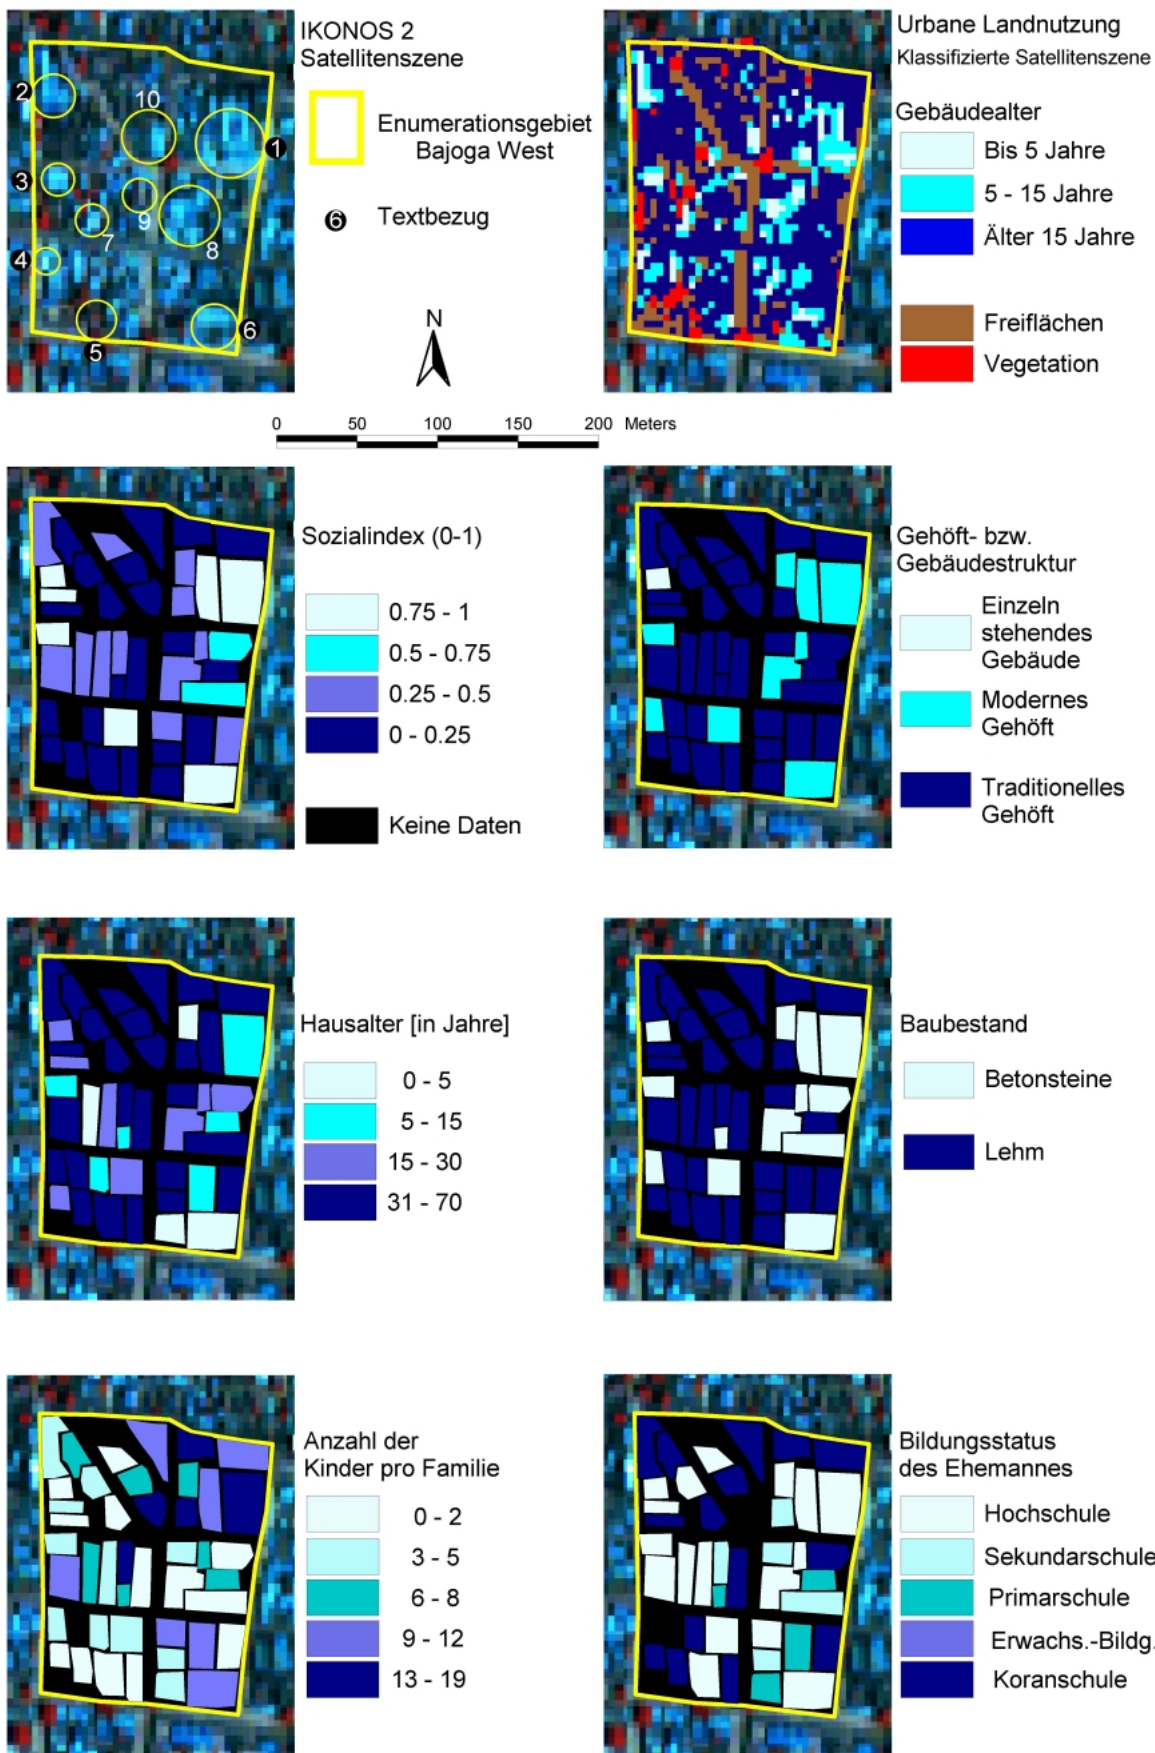 IKONOS 2
Satellitenszene
Enumerationsgebiet
Bajoga West
6 Textbezug
2
10
1
3
9
7
8
4
6
5
N
0 50 100 150 200 Meters
Urbane Landnutzung
Klassifizierte Satellitenszene
Gebäudealter
Bis 5 Jahre
5 - 15 Jahre
Älter 15 Jahre
Freiflächen
Vegetation
Sozialindex (0-1)
0.75 - 1
0.5 - 0.75
0.25 - 0.5
0 - 0.25
Keine Daten
Gehöft- bzw.
Gebäudestruktur
Einzeln
stehendes
Gebäude
Modernes
Gehöft
Traditionelles
Gehöft
Hausalter [in Jahre]
0 - 5
5 - 15
15 - 30
31 - 70
Baubestand
Betonsteine
Lehm
Anzahl der
Kinder pro Familie
0 - 2
3 - 5
6 - 8
9 - 12
13 - 19
Bildungsstatus
des Ehemannes
Hochschule
Sekundarschule
Primarschule
Erwachs.-Bildg.
Koranschule